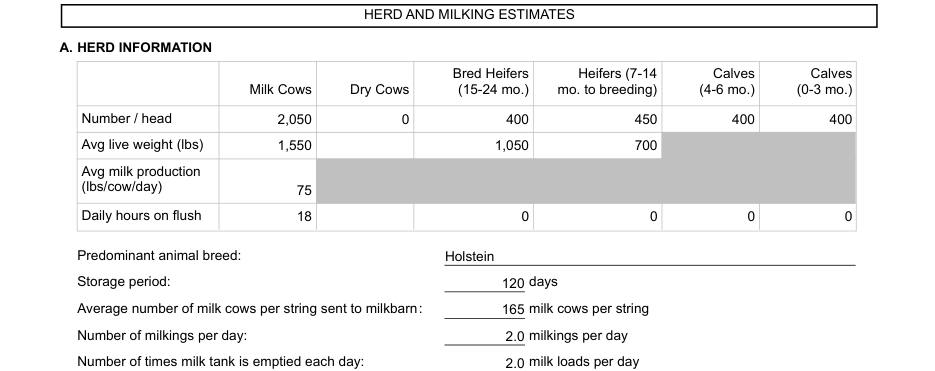 HERD AND MILKING ESTIMATES
A. HERD INFORMATION
Milk Cows Dry Cows Bred Heifers (15-24 mo.) Heifers (7-14 mo. to breeding) Calves (4-6 mo.) Calves (0-3 mo.)
Number / head 2,050 0 400 450 400 400
Avg live weight (lbs) 1,550 1,050 700
Avg milk production (lbs/cow/day) 75
Daily hours on flush 18 0 0 0 0 0
Predominant animal breed: Holstein
Storage period: 120 days
Average number of milk cows per string sent to milkbarn: 165 milk cows per string
Number of milkings per day: 2.0 milkings per day
Number of times milk tank is emptied each day: 2.0 milk loads per day